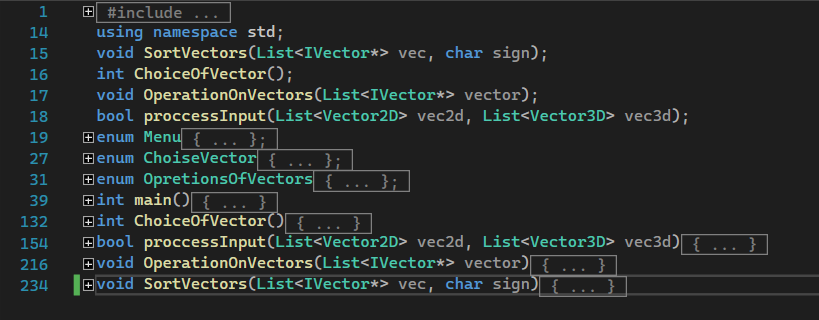 1 #include ...
14 using namespace std;
15 void SortVectors(List<IVector*> vec, char sign);
16 int ChoiceOfVector();
17 void OperationOnVectors(List<IVector*> vector);
18 bool proccessInput(List<Vector2D> vec2d, List<Vector3D> vec3d);
19 enum Menu{ ... };
27 enum ChoiseVector{ ... };
31 enum OpretionsOfVectors{ ... };
39 int main(){ ... }
132 int ChoiceOfVector(){ ... }
154 bool proccessInput(List<Vector2D> vec2d, List<Vector3D> vec3d){ ... }
216 void OperationOnVectors(List<IVector*> vector){ ... }
234 void SortVectors(List<IVector*> vec, char sign){ ... }